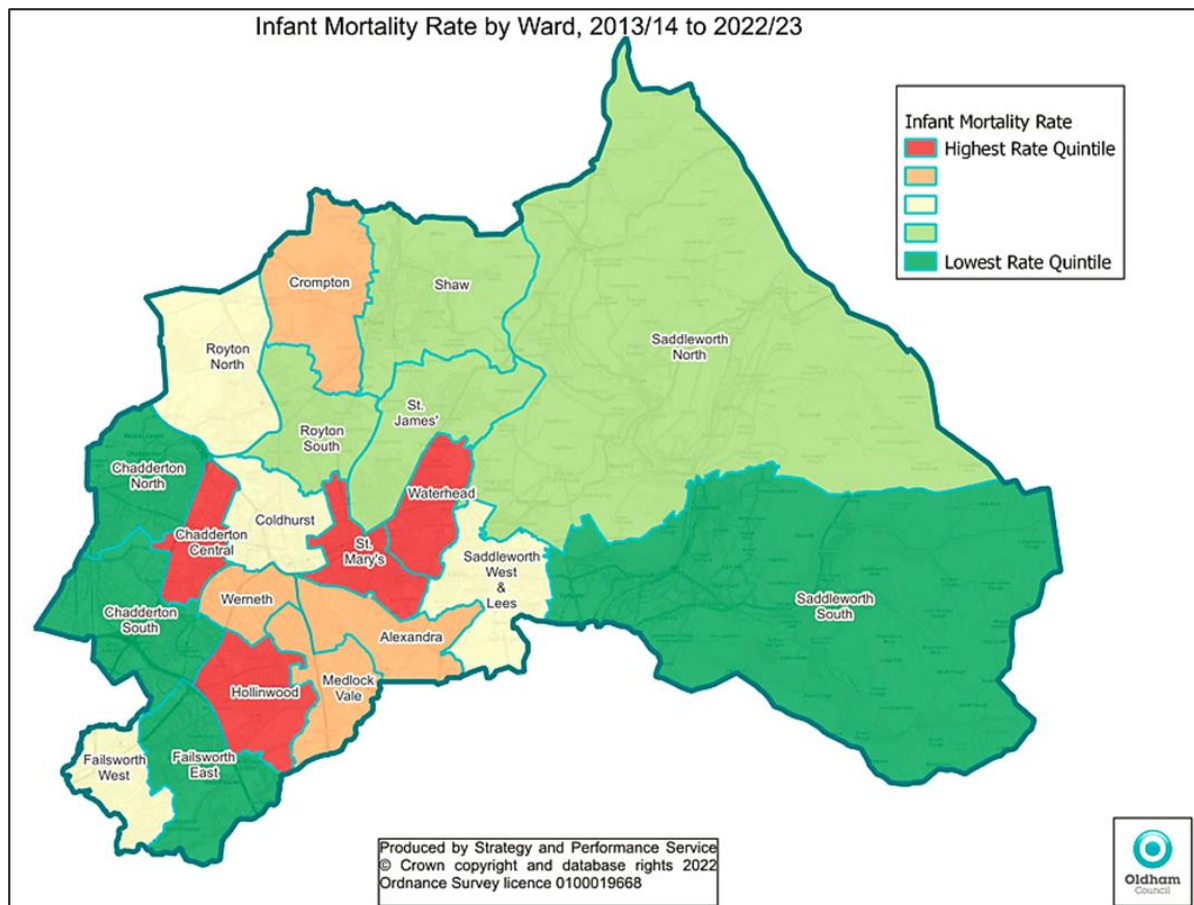 Infant Mortality Rate by Ward, 2013/14 to 2022/23
Infant Mortality Rate
Highest Rate Quintile
Lowest Rate Quintile
Crompton
Shaw
Royton
North
Saddleworth
North
St.
James'
Royton
South
Chadderton
North
Waterhead
Coldhurst
Chadderton
Central
St.
Mary's
Saddleworth
West
&
Lees
Werneth
Chadderton
South
Saddleworth
South
Alexandra
Hollinwood
Medlock
Vale
Failsworth
West
Failsworth
East
Produced by Strategy and Performance Service
© Crown copyright and database rights 2022
Ordnance Survey licence 0100019668
Oldham
Council